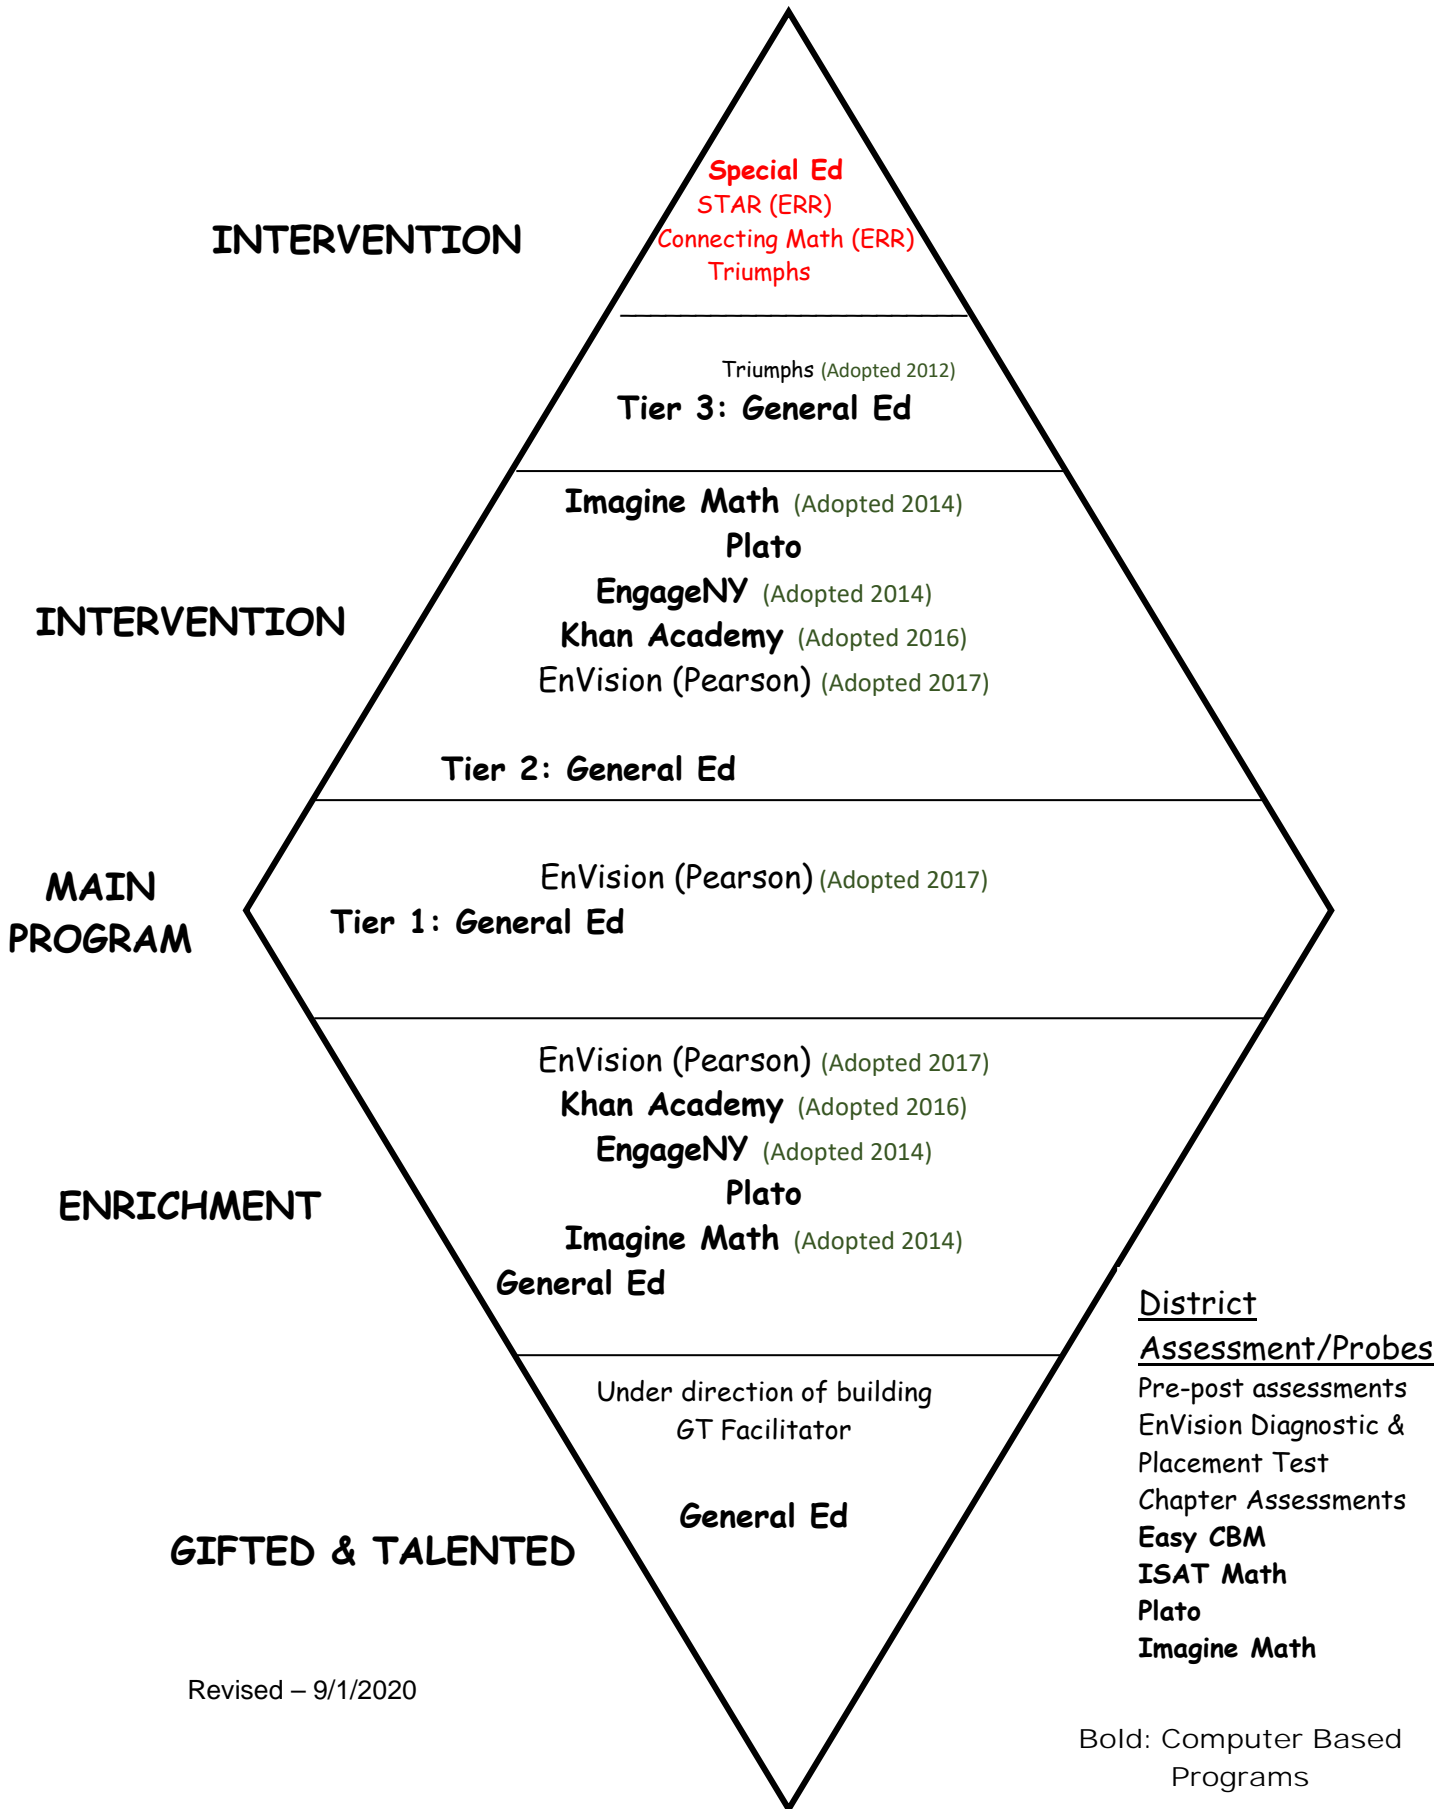 Special Ed
STAR (ERR)
INTERVENTION
Connecting Math (ERR)
Triumphs
Triumphs (Adopted 2012)
Tier 3: General Ed
Imagine Math (Adopted 2014)
Plato
EngageNY (Adopted 2014)
INTERVENTION
Khan Academy (Adopted 2016)
EnVision (Pearson) (Adopted 2017)
Tier 2: General Ed
MAIN
PROGRAM
EnVision (Pearson) (Adopted 2017)
Tier 1: General Ed
EnVision (Pearson) (Adopted 2017)
Khan Academy (Adopted 2016)
EngageNY (Adopted 2014)
Plato
ENRICHMENT
Imagine Math (Adopted 2014)
General Ed
Under direction of building
GT Facilitator
General Ed
GIFTED & TALENTED
District
Assessment/Probes
Pre-post assessments
EnVision Diagnostic &
Placement Test
Chapter Assessments
Easy CBM
ISAT Math
Plato
Imagine Math
Revised – 9/1/2020
Bold: Computer Based
Programs